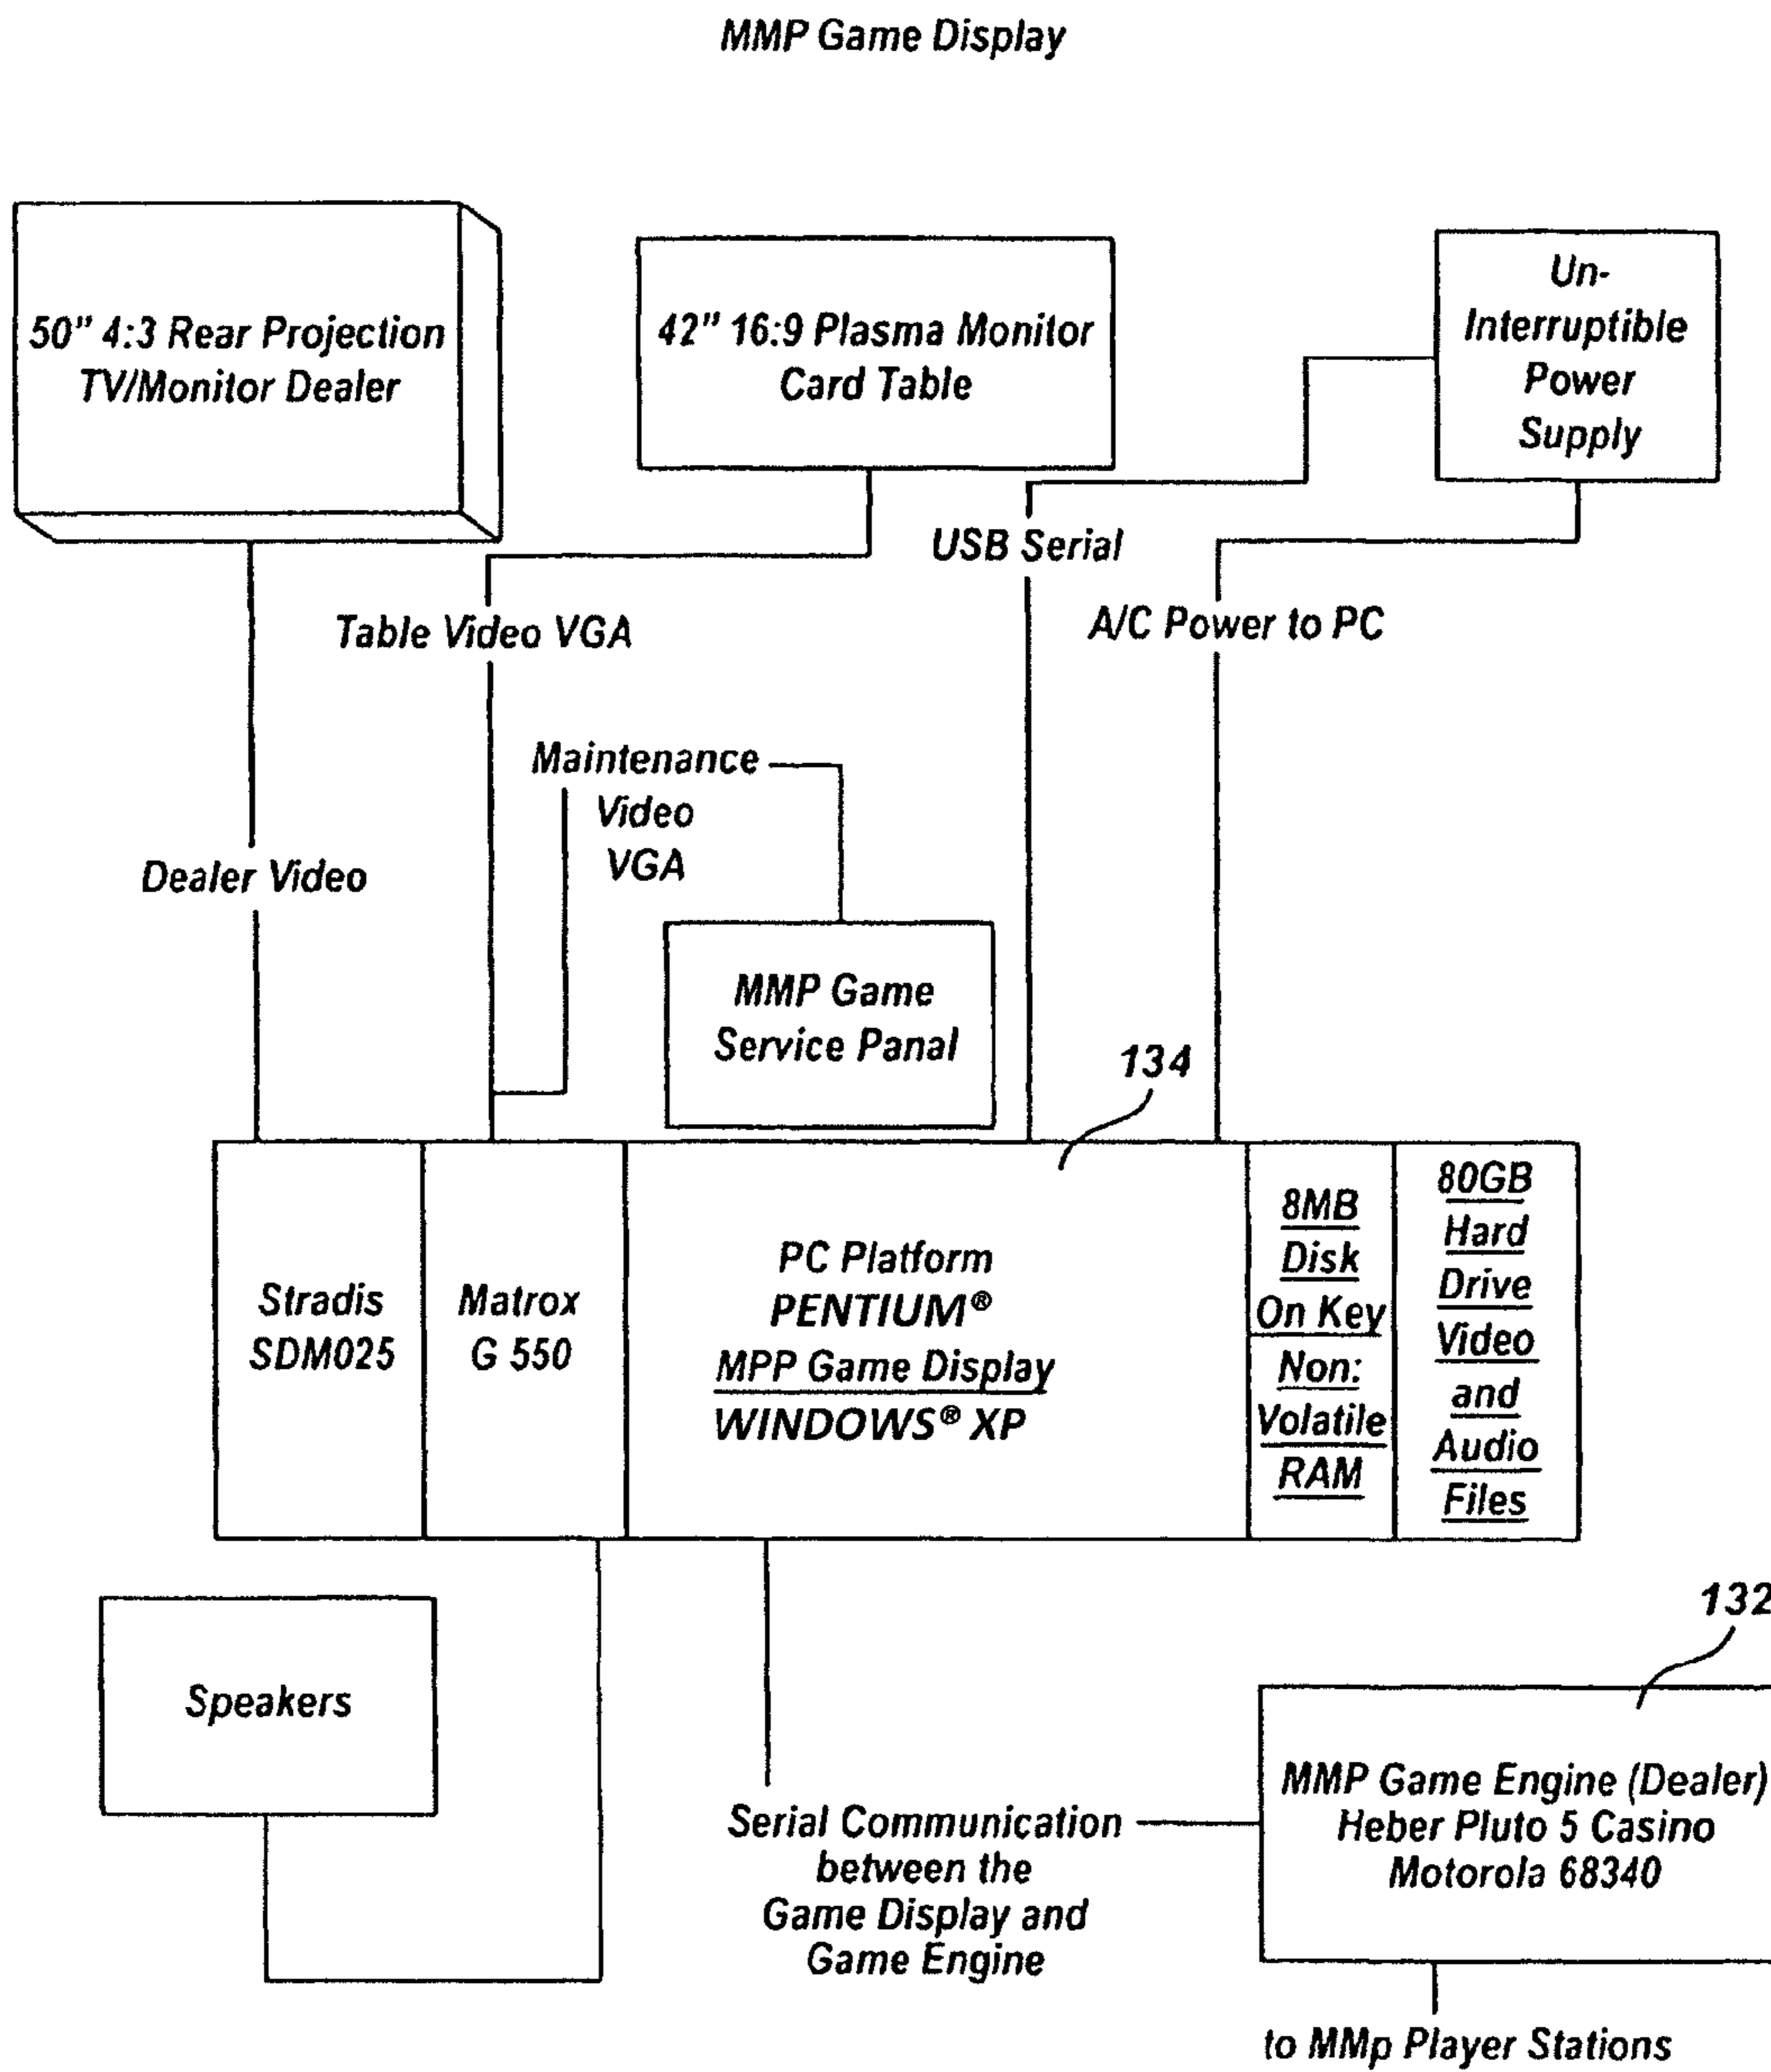 MMP Game Display
50” 4:3 Rear Projection
TV/Monitor Dealer
42” 16:9 Plasma Monitor
Card Table
Un-
Interruptible
Power
Supply
USB Serial
Table Video VGA
A/C Power to PC
Maintenance
Video
VGA
Dealer Video
MMP Game
Service Panal
134
Stradis
SDM025
Matrox
G 550
PC Platform
PENTIUM®
MPP Game Display
WINDOWS® XP
8MB
Disk
On Key
Non:
Volatile
RAM
80GB
Hard
Drive
Video
and
Audio
Files
132
Speakers
Serial Communication
between the
Game Display and
Game Engine
MMP Game Engine (Dealer)
Heber Pluto 5 Casino
Motorola 68340
to MMp Player Stations